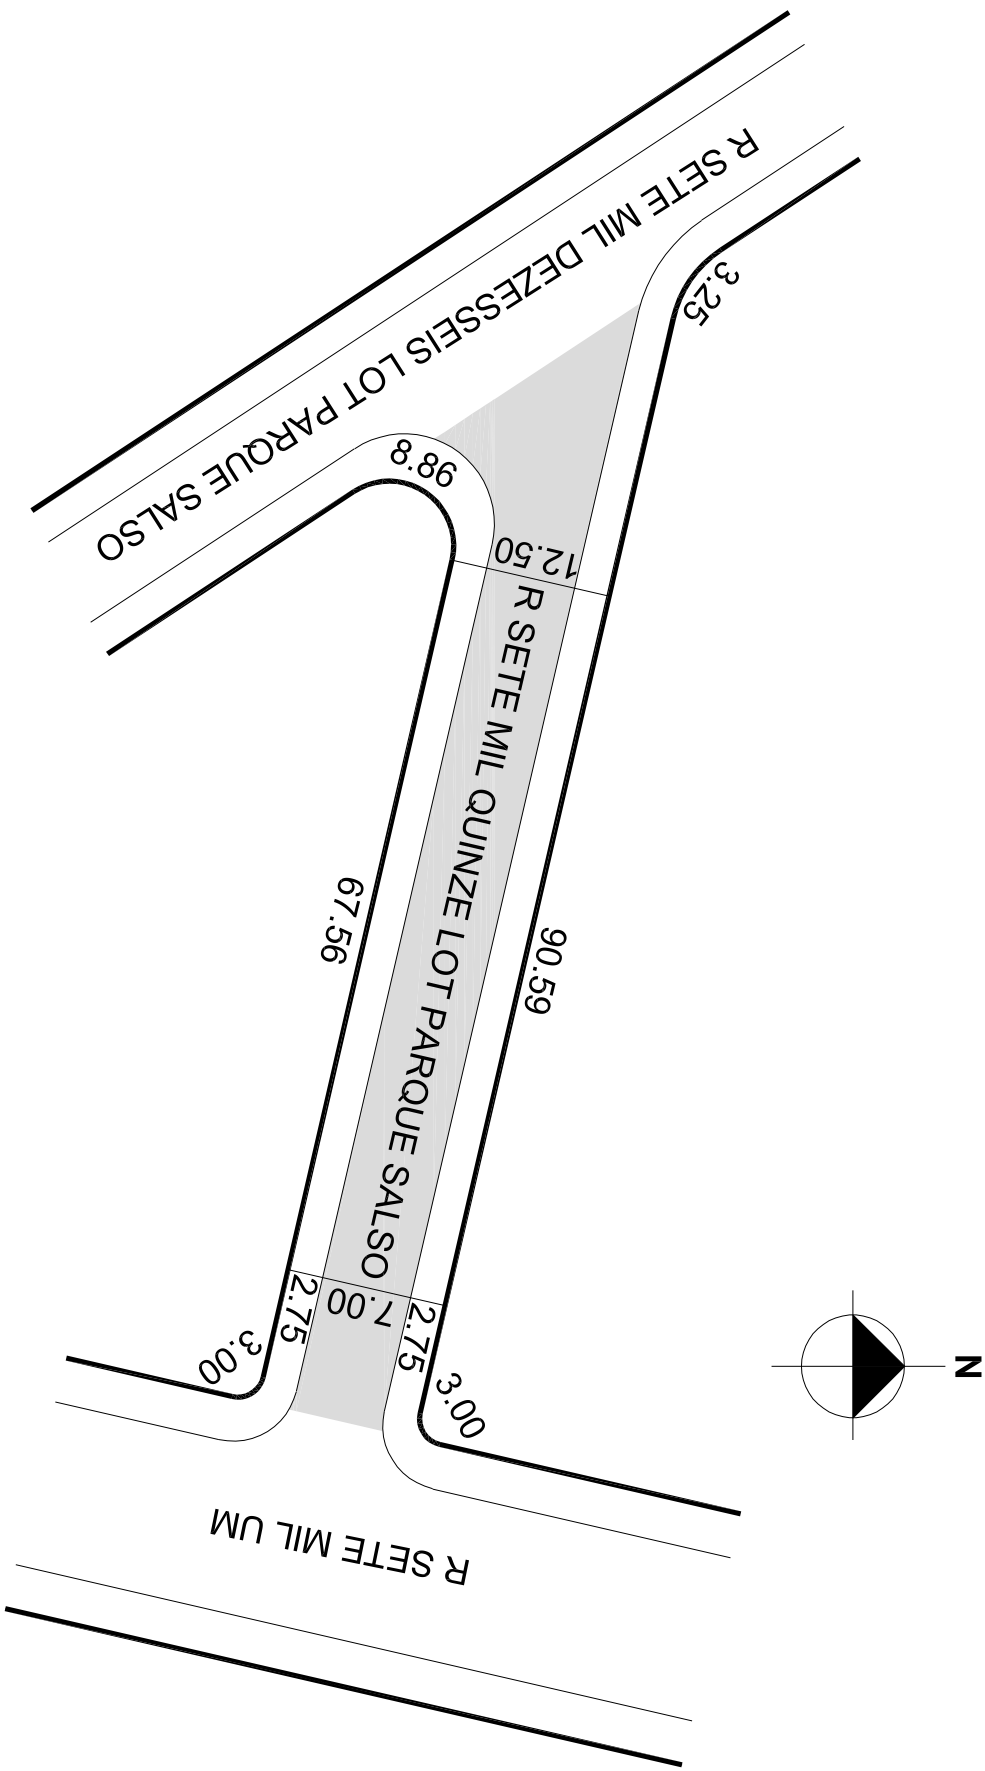 R SETE MIL DEZESSEIS LOT PARQUE SALSO
3.25
8.98
12.50
R SETE MIL QUINZE LOT PARQUE SALSO
67.56
90.59
2.75
7.00
2.75
3.00
3.00
N
R SETE MIL UM